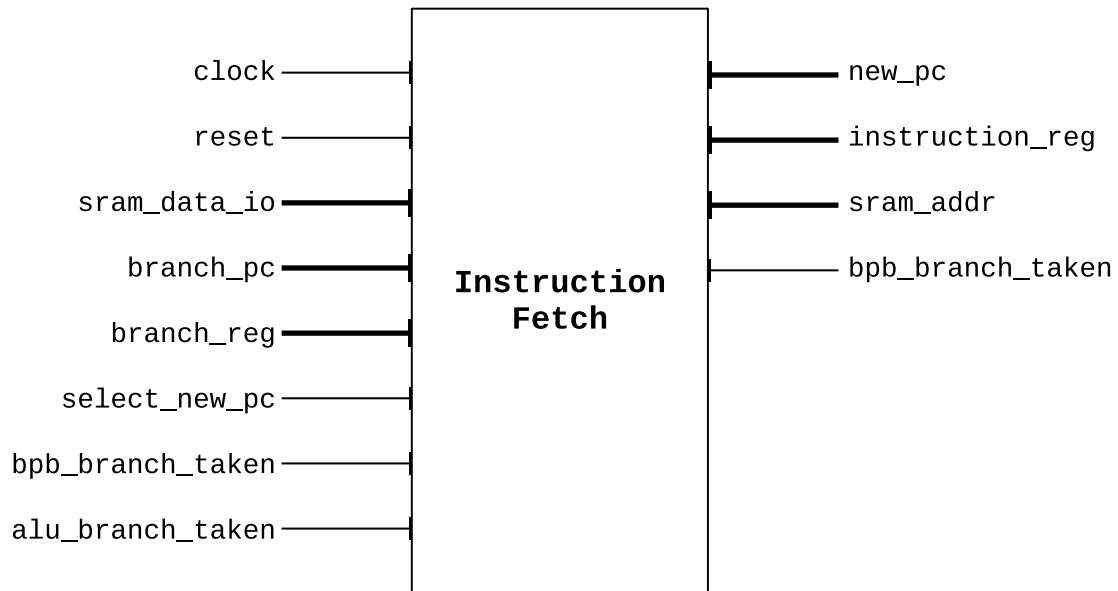 clock
reset
sram_data_io
branch_pc
branch_reg
select_new_pc
bpb_branch_taken
alu_branch_taken
Instruction
Fetch
new_pc
instruction_reg
sram_addr
bpb_branch_taken